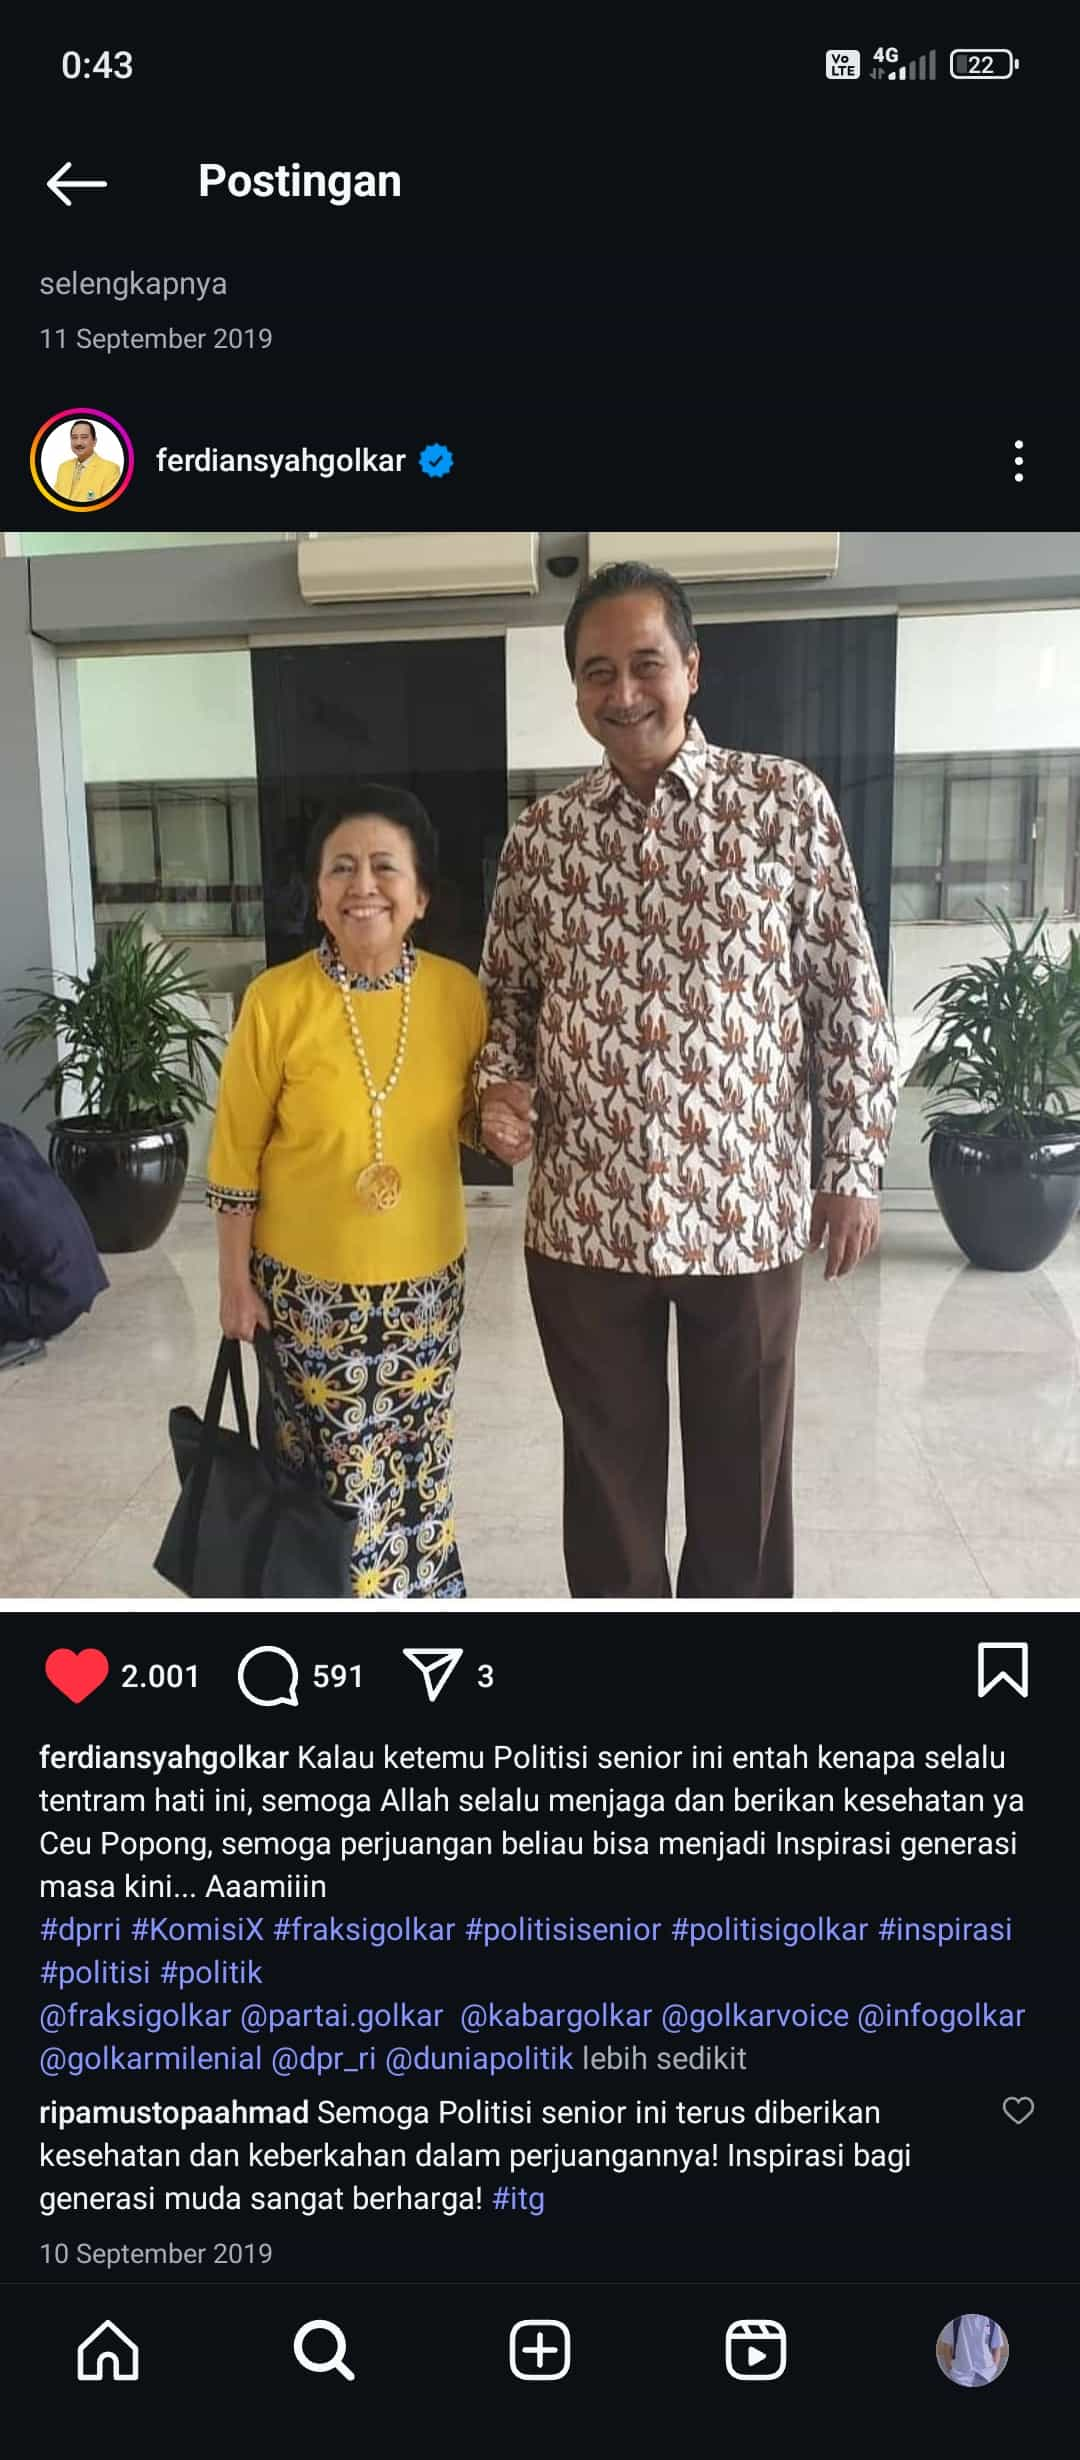 0:43
Vo LTE 4G 22
Postingan
selengkapnya
11 September 2019
ferdiansyahgolkar
2.001 591 3
ferdiansyahgolkar Kalau ketemu Politisi senior ini entah kenapa selalu
tentram hati ini, semoga Allah selalu menjaga dan berikan kesehatan ya
Ceu Popong, semoga perjuangan beliau bisa menjadi Inspirasi generasi
masa kini... Aaamiiin
#dprri #KomisiX #fraksigolkar #politisisenior #politisigolkar #inspirasi
#politisi #politik
@fraksigolkar @partai.golkar @kabargolkar @golkarvoice @infogolkar
@golkarmilenial @dpr_ri @duniapolitik lebih sedikit
ripamustopaahmad Semoga Politisi senior ini terus diberikan
kesehatan dan keberkahan dalam perjuangannya! Inspirasi bagi
generasi muda sangat berharga! #itg
10 September 2019